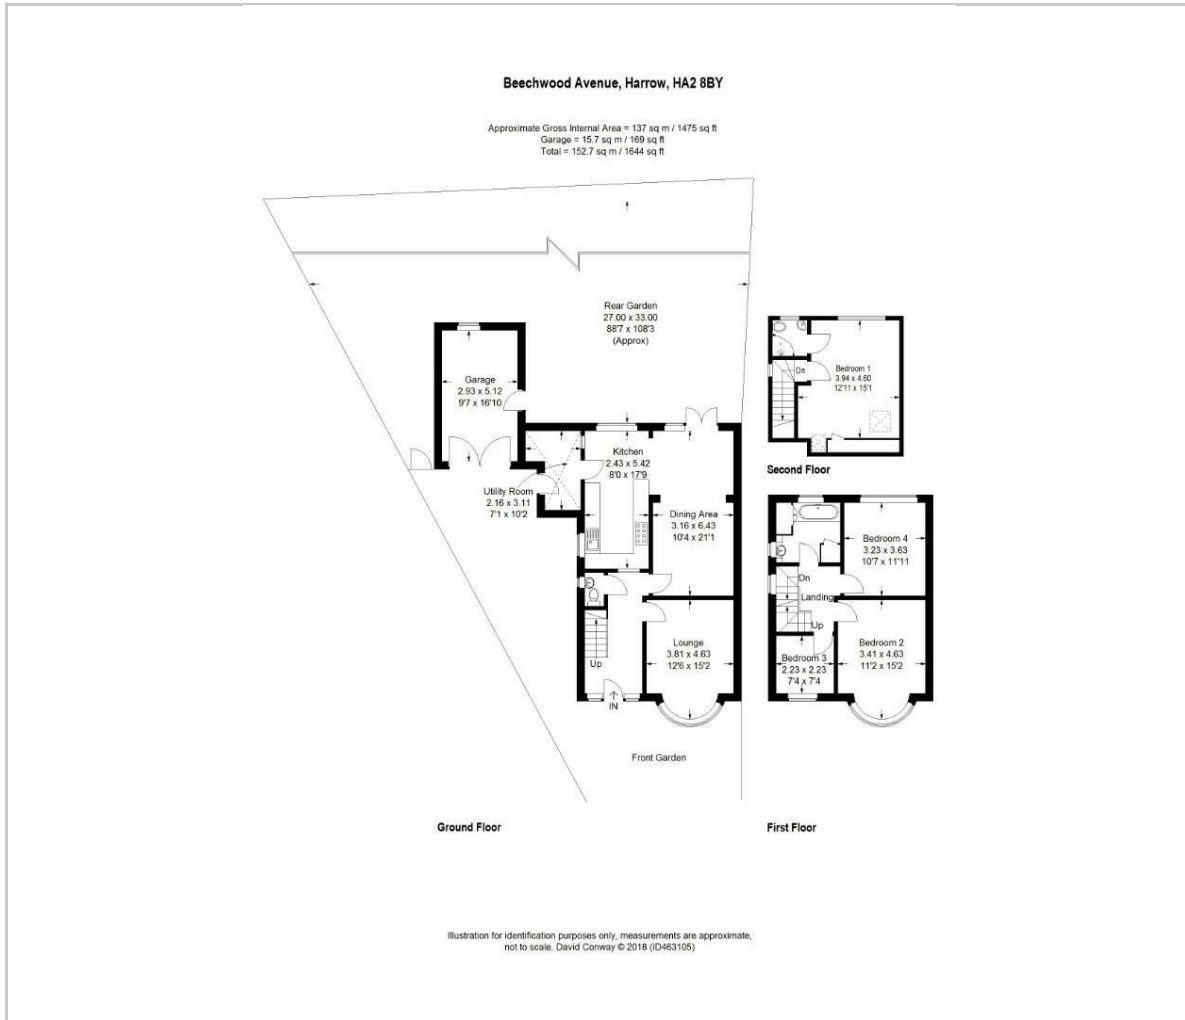 Beechwood Avenue, Harrow, HA2 8BY
Approximate Gross Internal Area = 137 sq m / 1475 sq ft
Garage = 15.7 sq m / 169 sq ft
Total = 152.7 sq m / 1644 sq ft
Rear Garden
27.00 x 33.00
88'7 x 108'3
(Approx)
Garage
2.93 x 5.12
9'7 x 16'10
Kitchen
2.43 x 5.42
8'0 x 17'9
Utility Room
2.16 x 3.11
7'1 x 10'2
Dining Area
3.16 x 6.43
10'4 x 21'1
Lounge
3.81 x 4.63
12'6 x 15'2
Up
IN
Front Garden
Ground Floor
Dn
Bedroom 1
3.94 x 4.60
12'11 x 15'1
Second Floor
Bedroom 4
3.23 x 3.63
10'7 x 11'11
Dn
Landing
Up
Bedroom 2
3.41 x 4.63
11'2 x 15'2
Bedroom 3
2.23 x 2.23
7'4 x 7'4
First Floor
Illustration for identification purposes only, measurements are approximate,
not to scale. David Conway © 2018 (ID463105)